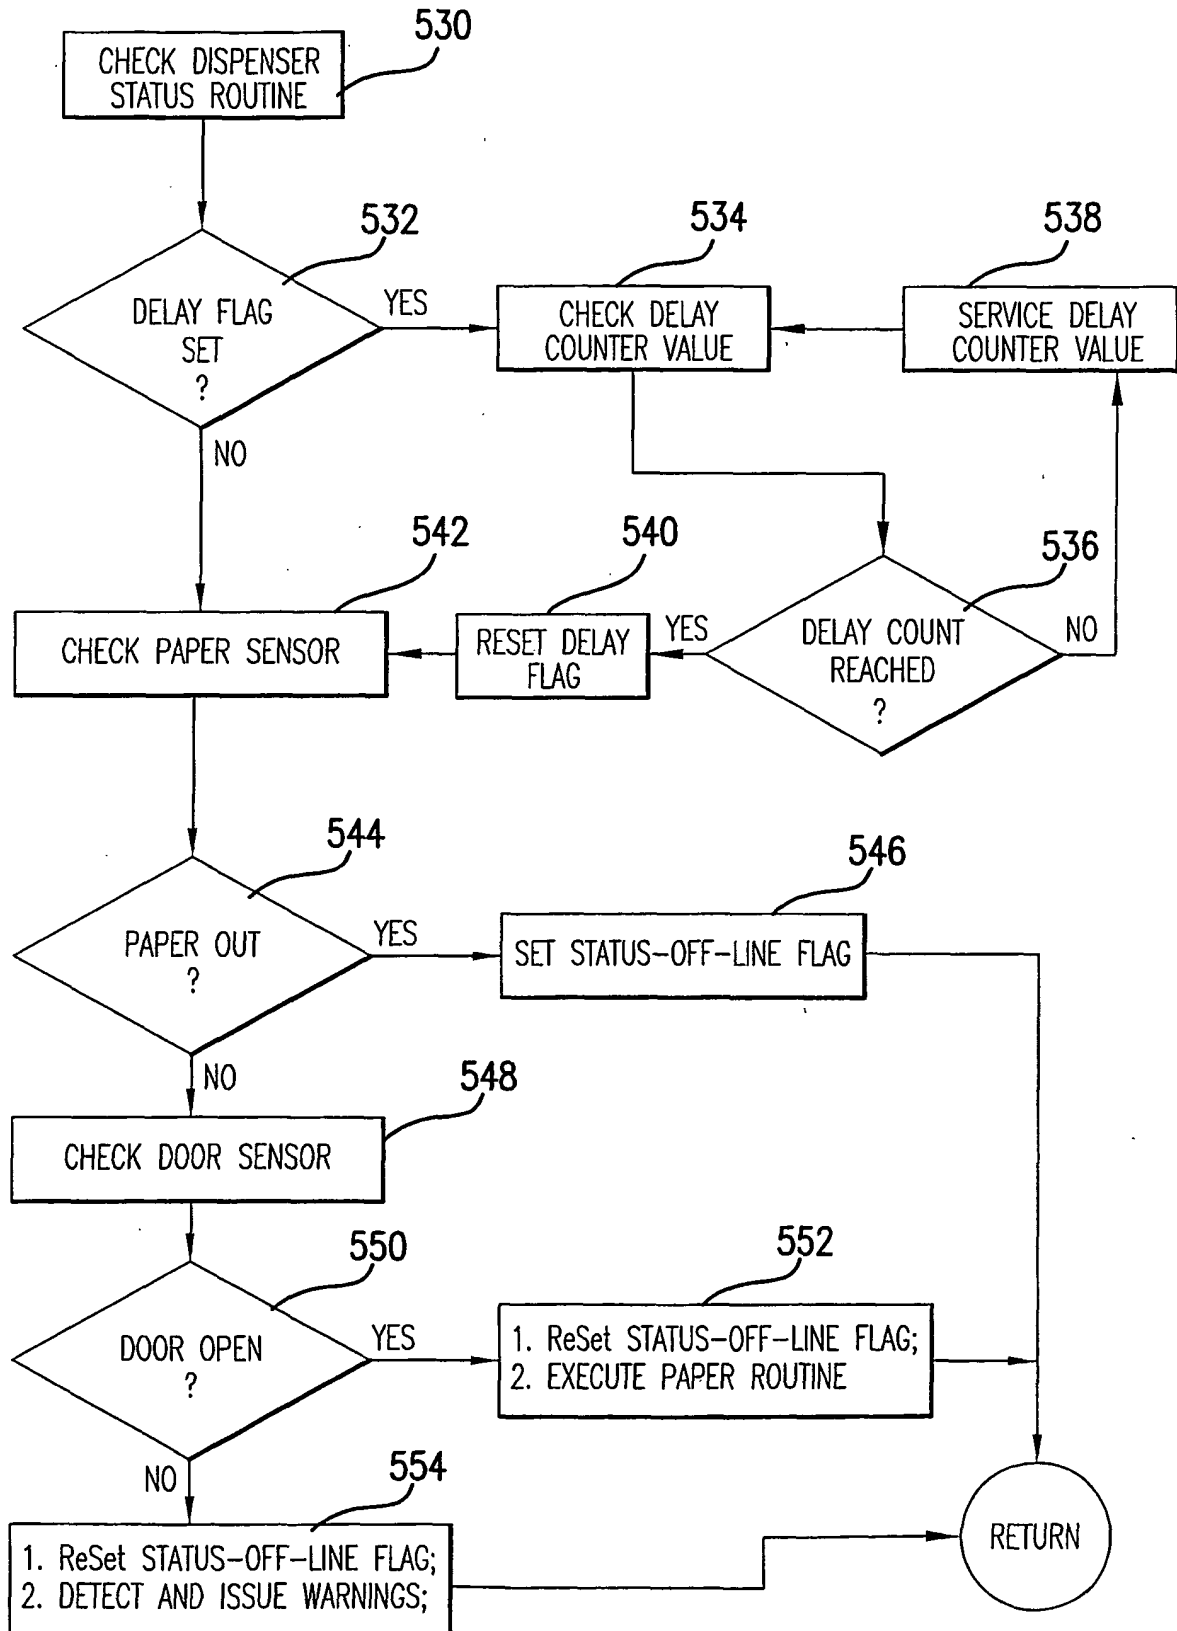 530
CHECK DISPENSER
STATUS ROUTINE
532
DELAY FLAG
SET
?
YES
NO
534
CHECK DELAY
COUNTER VALUE
538
SERVICE DELAY
COUNTER VALUE
536
DELAY COUNT
REACHED
?
NO
YES
540
RESET DELAY
FLAG
542
CHECK PAPER SENSOR
544
PAPER OUT
?
YES
NO
546
SET STATUS-OFF-LINE FLAG
548
CHECK DOOR SENSOR
550
DOOR OPEN
?
YES
NO
552
1. ReSet STATUS-OFF-LINE FLAG;
2. EXECUTE PAPER ROUTINE
554
1. ReSet STATUS-OFF-LINE FLAG;
2. DETECT AND ISSUE WARNINGS;
RETURN